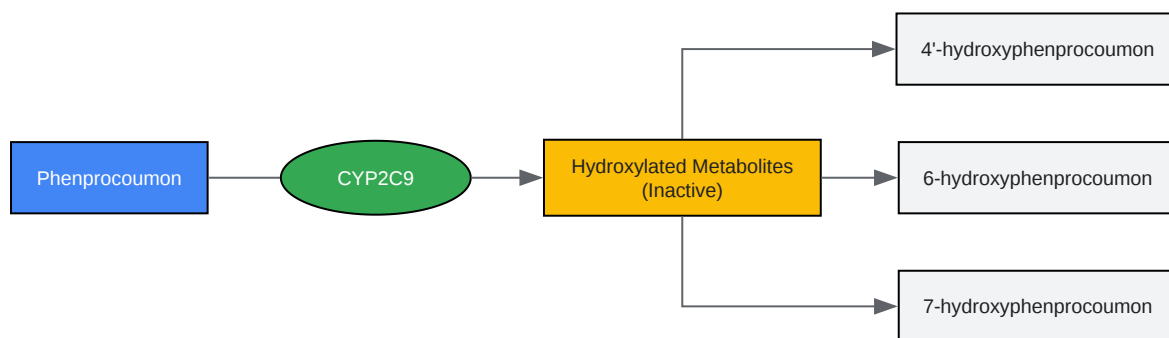 Phenprocoumon
CYP2C9
Hydroxylated Metabolites
(Inactive)
4'-hydroxyphenprocoumon
6-hydroxyphenprocoumon
7-hydroxyphenprocoumon